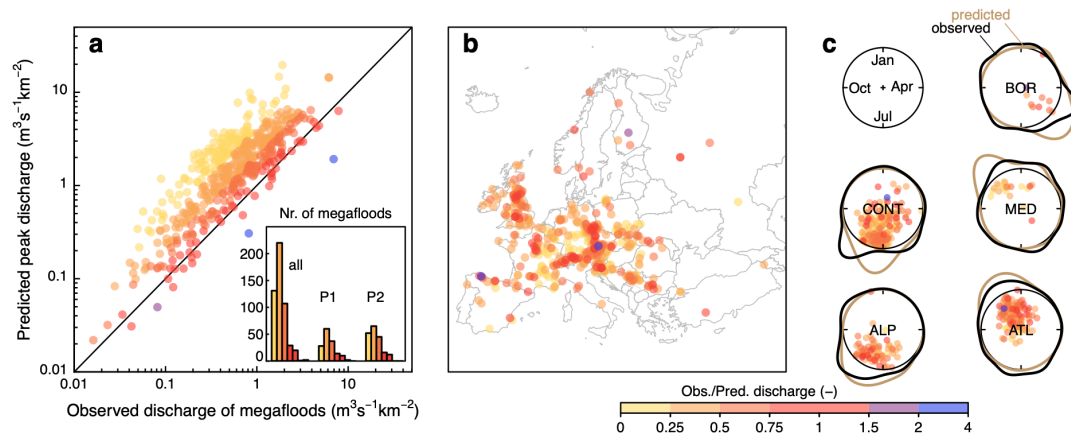 a
Predicted peak discharge (m³s⁻¹km⁻²)
10
1
0.1
0.01
0.01
0.1
1
10
Observed discharge of megafloods (m³s⁻¹km⁻²)
Nr. of megafloods
200
150
100
50
0
all
P1
P2
b
Obs./Pred. discharge (−)
0
0.25
0.5
0.75
1
1.5
2
4
c
predicted
observed
Jan
Oct + Apr
Jul
BOR
CONT
MED
ALP
ATL